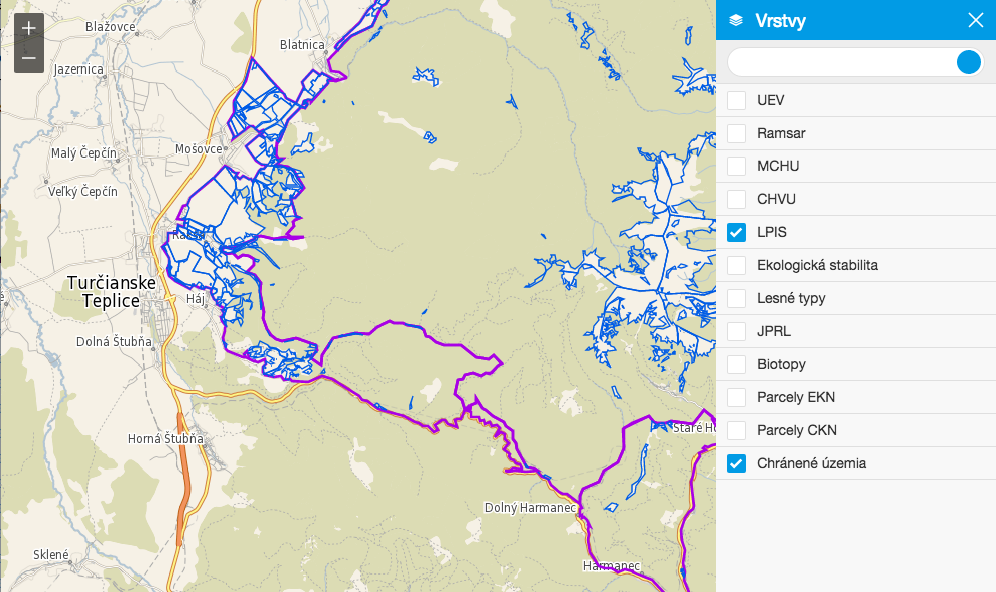 +
−
Blažovce
Blatnica
Jazernica
Malý Čepčín
Mošovce
Veľký Čepčín
Turčianske
Teplice
Háj
Dolná Štubňa
Horná Štubňa
Staré
Dolný Harmanec
Sklené
Harmanec
Vrstvy
UEV
Ramsar
MCHU
CHVU
LPIS
Ekologická stabilita
Lesné typy
JPRL
Biotopy
Parcely EKN
Parcely CKN
Chránené územia